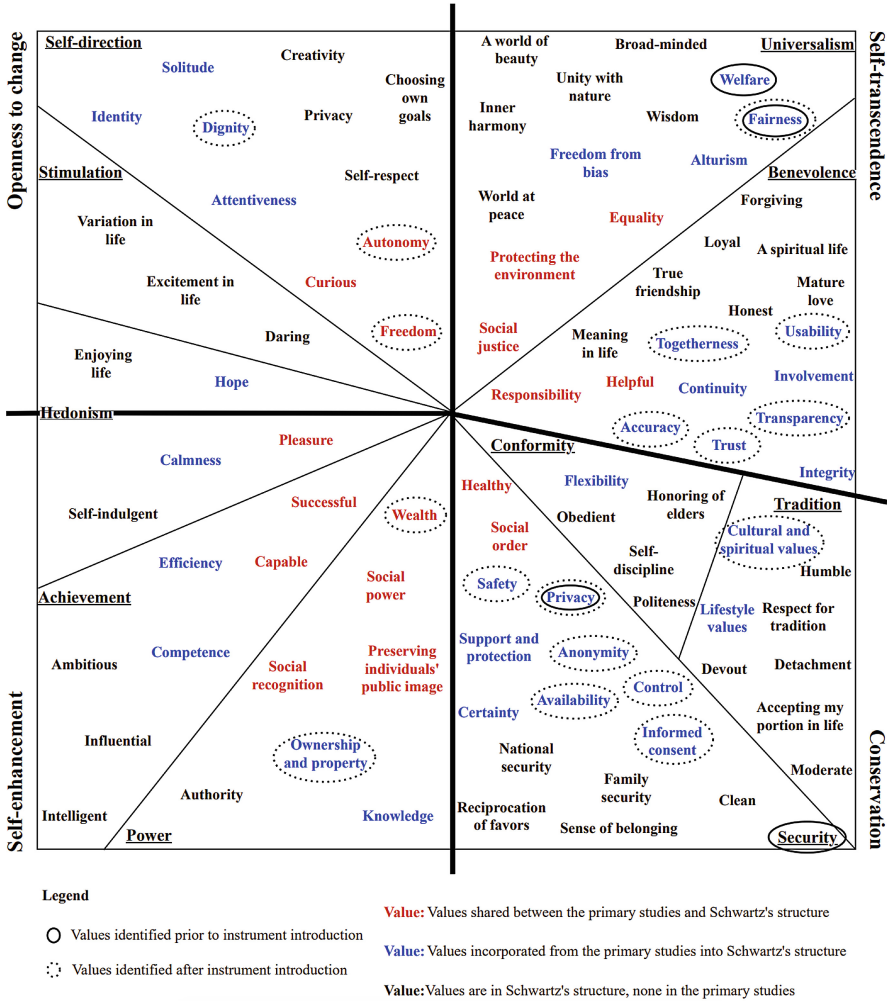 Openness to change
Self-direction
Solitude
Creativity
Choosing
own
goals
Identity
Dignity
Privacy
Self-respect
Attentiveness
Autonomy
Curious
Freedom
Stimulation
Variation in
life
Excitement in
life
Daring
Enjoying
life
Hope
Hedonism
Self-transcendence
A world of
beauty
Broad-minded
Universalism
Unity with
nature
Welfare
Inner
harmony
Wisdom
Fairness
Freedom from
bias
Alturism
World at
peace
Equality
Protecting the
environment
Social
justice
Responsibility
Benevolence
Forgiving
Loyal
A spiritual life
True
friendship
Mature
love
Honest
Meaning
in life
Togetherness
Usability
Helpful
Continuity
Involvement
Accuracy
Transparency
Trust
Integrity
Self-enhancement
Pleasure
Calmness
Self-indulgent
Successful
Wealth
Efficiency
Capable
Social
power
Achievement
Competence
Ambitious
Social
recognition
Preserving
individuals'
public image
Influential
Ownership
and property
Authority
Intelligent
Knowledge
Power
Conservation
Conformity
Healthy
Flexibility
Honoring of
elders
Obedient
Social
order
Self-
discipline
Safety
Privacy
Politeness
Support and
protection
Anonymity
Control
Availability
Certainty
Informed
consent
National
security
Family
security
Clean
Reciprocation
of favors
Sense of belonging
Security
Tradition
Cultural and
spiritual values
Humble
Lifestyle
values
Respect for
tradition
Devout
Detachment
Accepting my
portion in life
Moderate
Legend
Values identified prior to instrument introduction
Values identified after instrument introduction
Value: Values shared between the primary studies and Schwartz's structure
Value: Values incorporated from the primary studies into Schwartz's structure
Value:Values are in Schwartz's structure, none in the primary studies